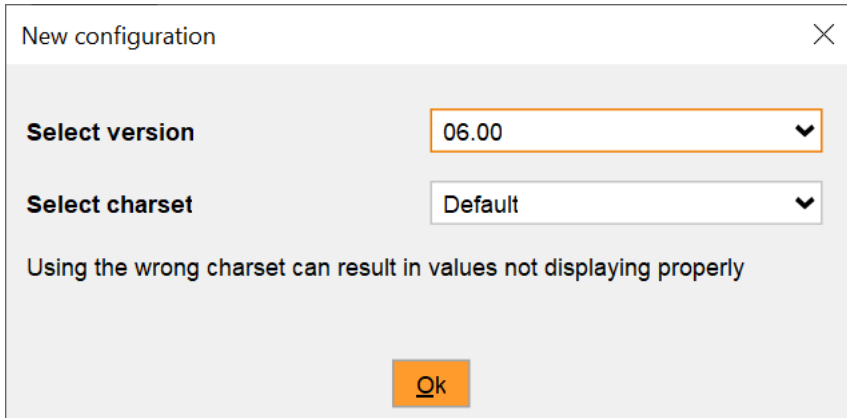 New configuration
Select version
06.00
Select charset
Default
Using the wrong charset can result in values not displaying properly
Ok